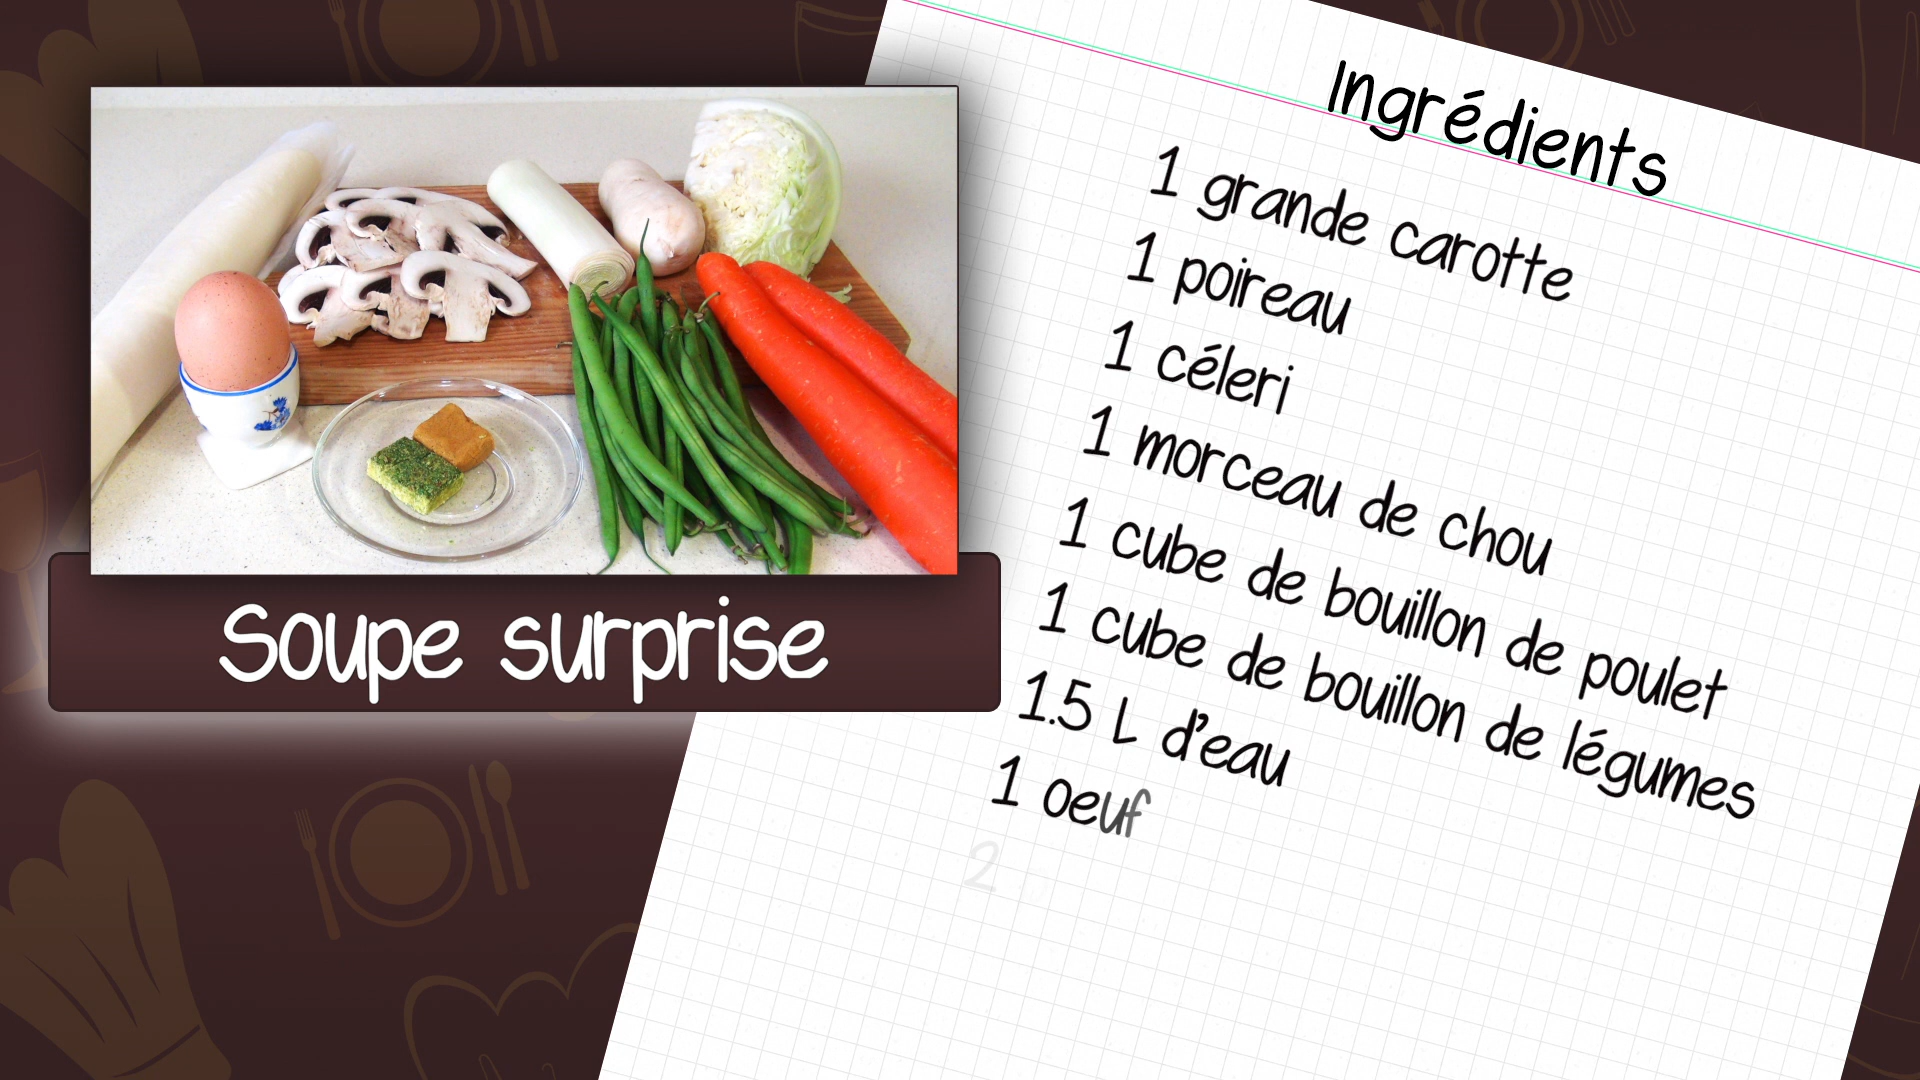 Ingrédients
1 grande carotte
1 poireau
1 céleri
1 morceau de chou
1 cube de bouillon de poulet
1 cube de bouillon de légumes
1.5 L d'eau
1 oeuf
2
Soupe surprise